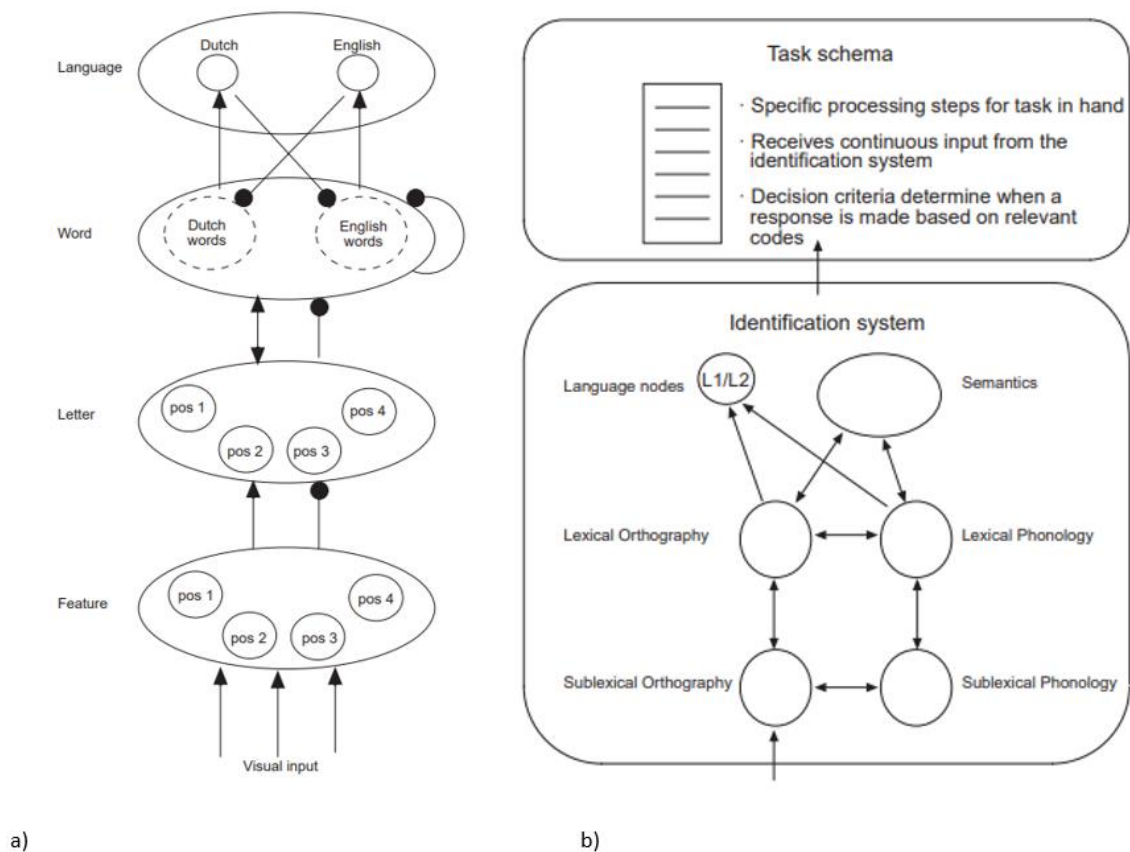 Dutch
English
Language
Word
Dutch
words
English
words
Letter
pos 1
pos 4
pos 2
pos 3
Feature
pos 1
pos 4
pos 2
pos 3
Visual input
a)
Task schema
· Specific processing steps for task in hand
· Receives continuous input from the
identification system
· Decision criteria determine when a
response is made based on relevant
codes
Identification system
Language nodes
L1/L2
Semantics
Lexical Orthography
Lexical Phonology
Sublexical Orthography
Sublexical Phonology
b)